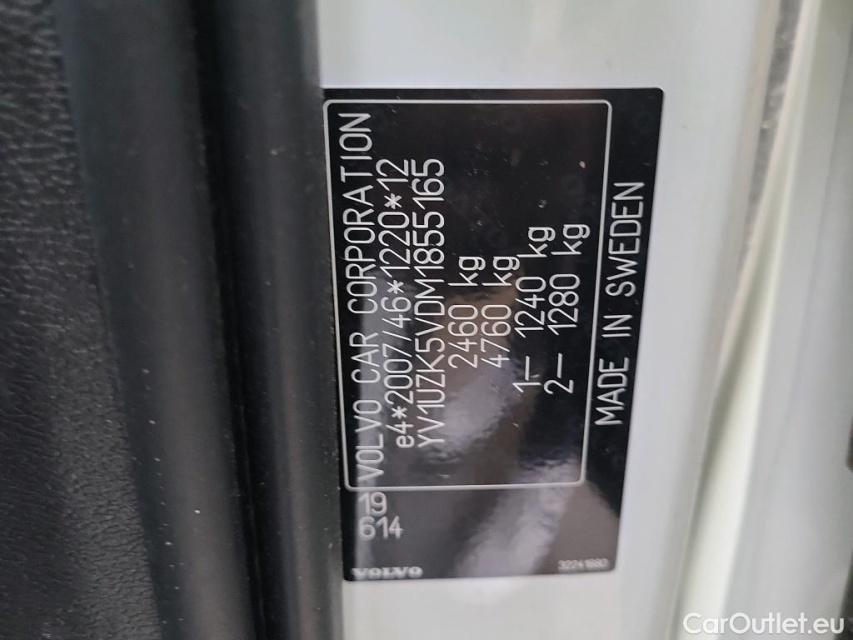 VOLVO CAR CORPORATION
e4*2007/46*1220*12
YV1UZK5VDM1855165
2460 kg
4760 kg
1– 1240 kg
2– 1280 kg
MADE IN SWEDEN
19
614
VOLVO
32241680
CarOutlet.eu